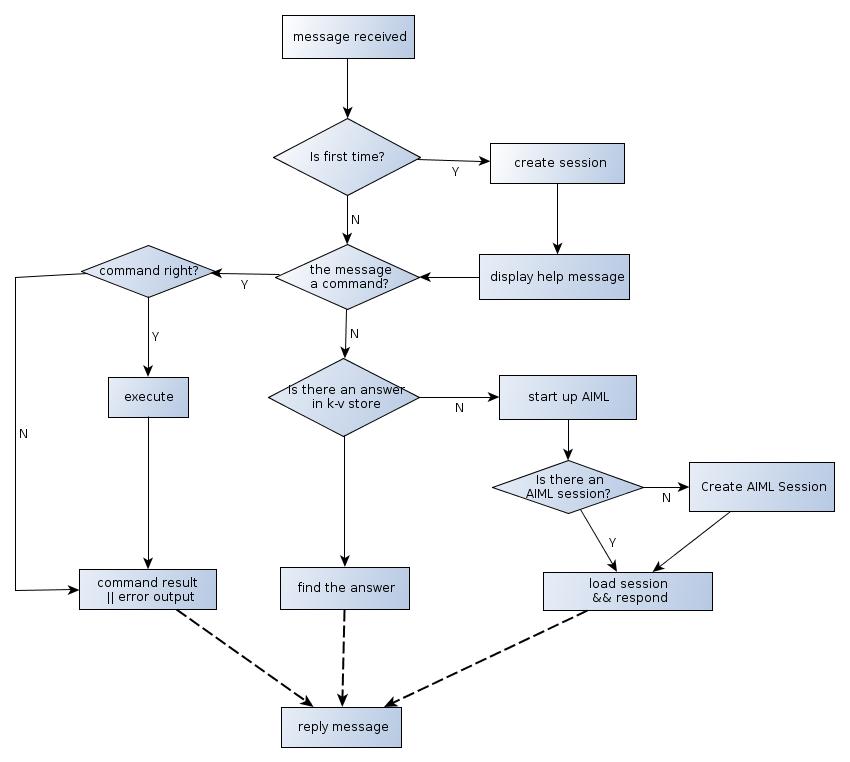 message received
Is first time?
Y
create session
N
command right?
Y
the message
a command?
display help message
Y
N
Is there an answer
in k-v store
N
start up AIML
execute
N
Is there an
AIML session?
N
Create AIML Session
Y
command result
|| error output
find the answer
load session
&& respond
reply message